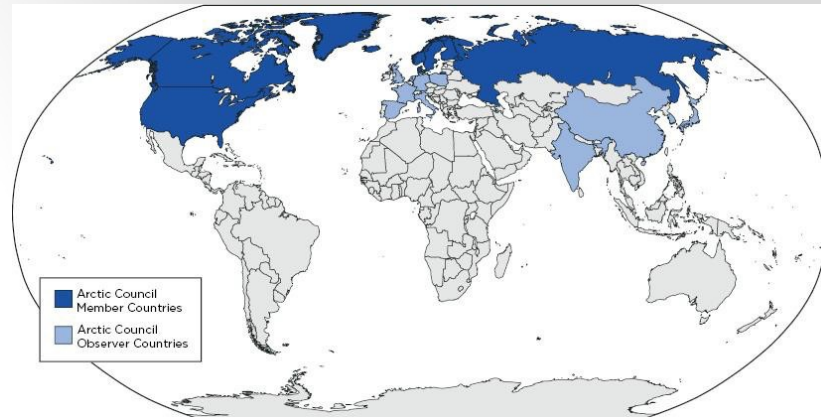 Arctic Council
Member Countries
Arctic Council
Observer Countries